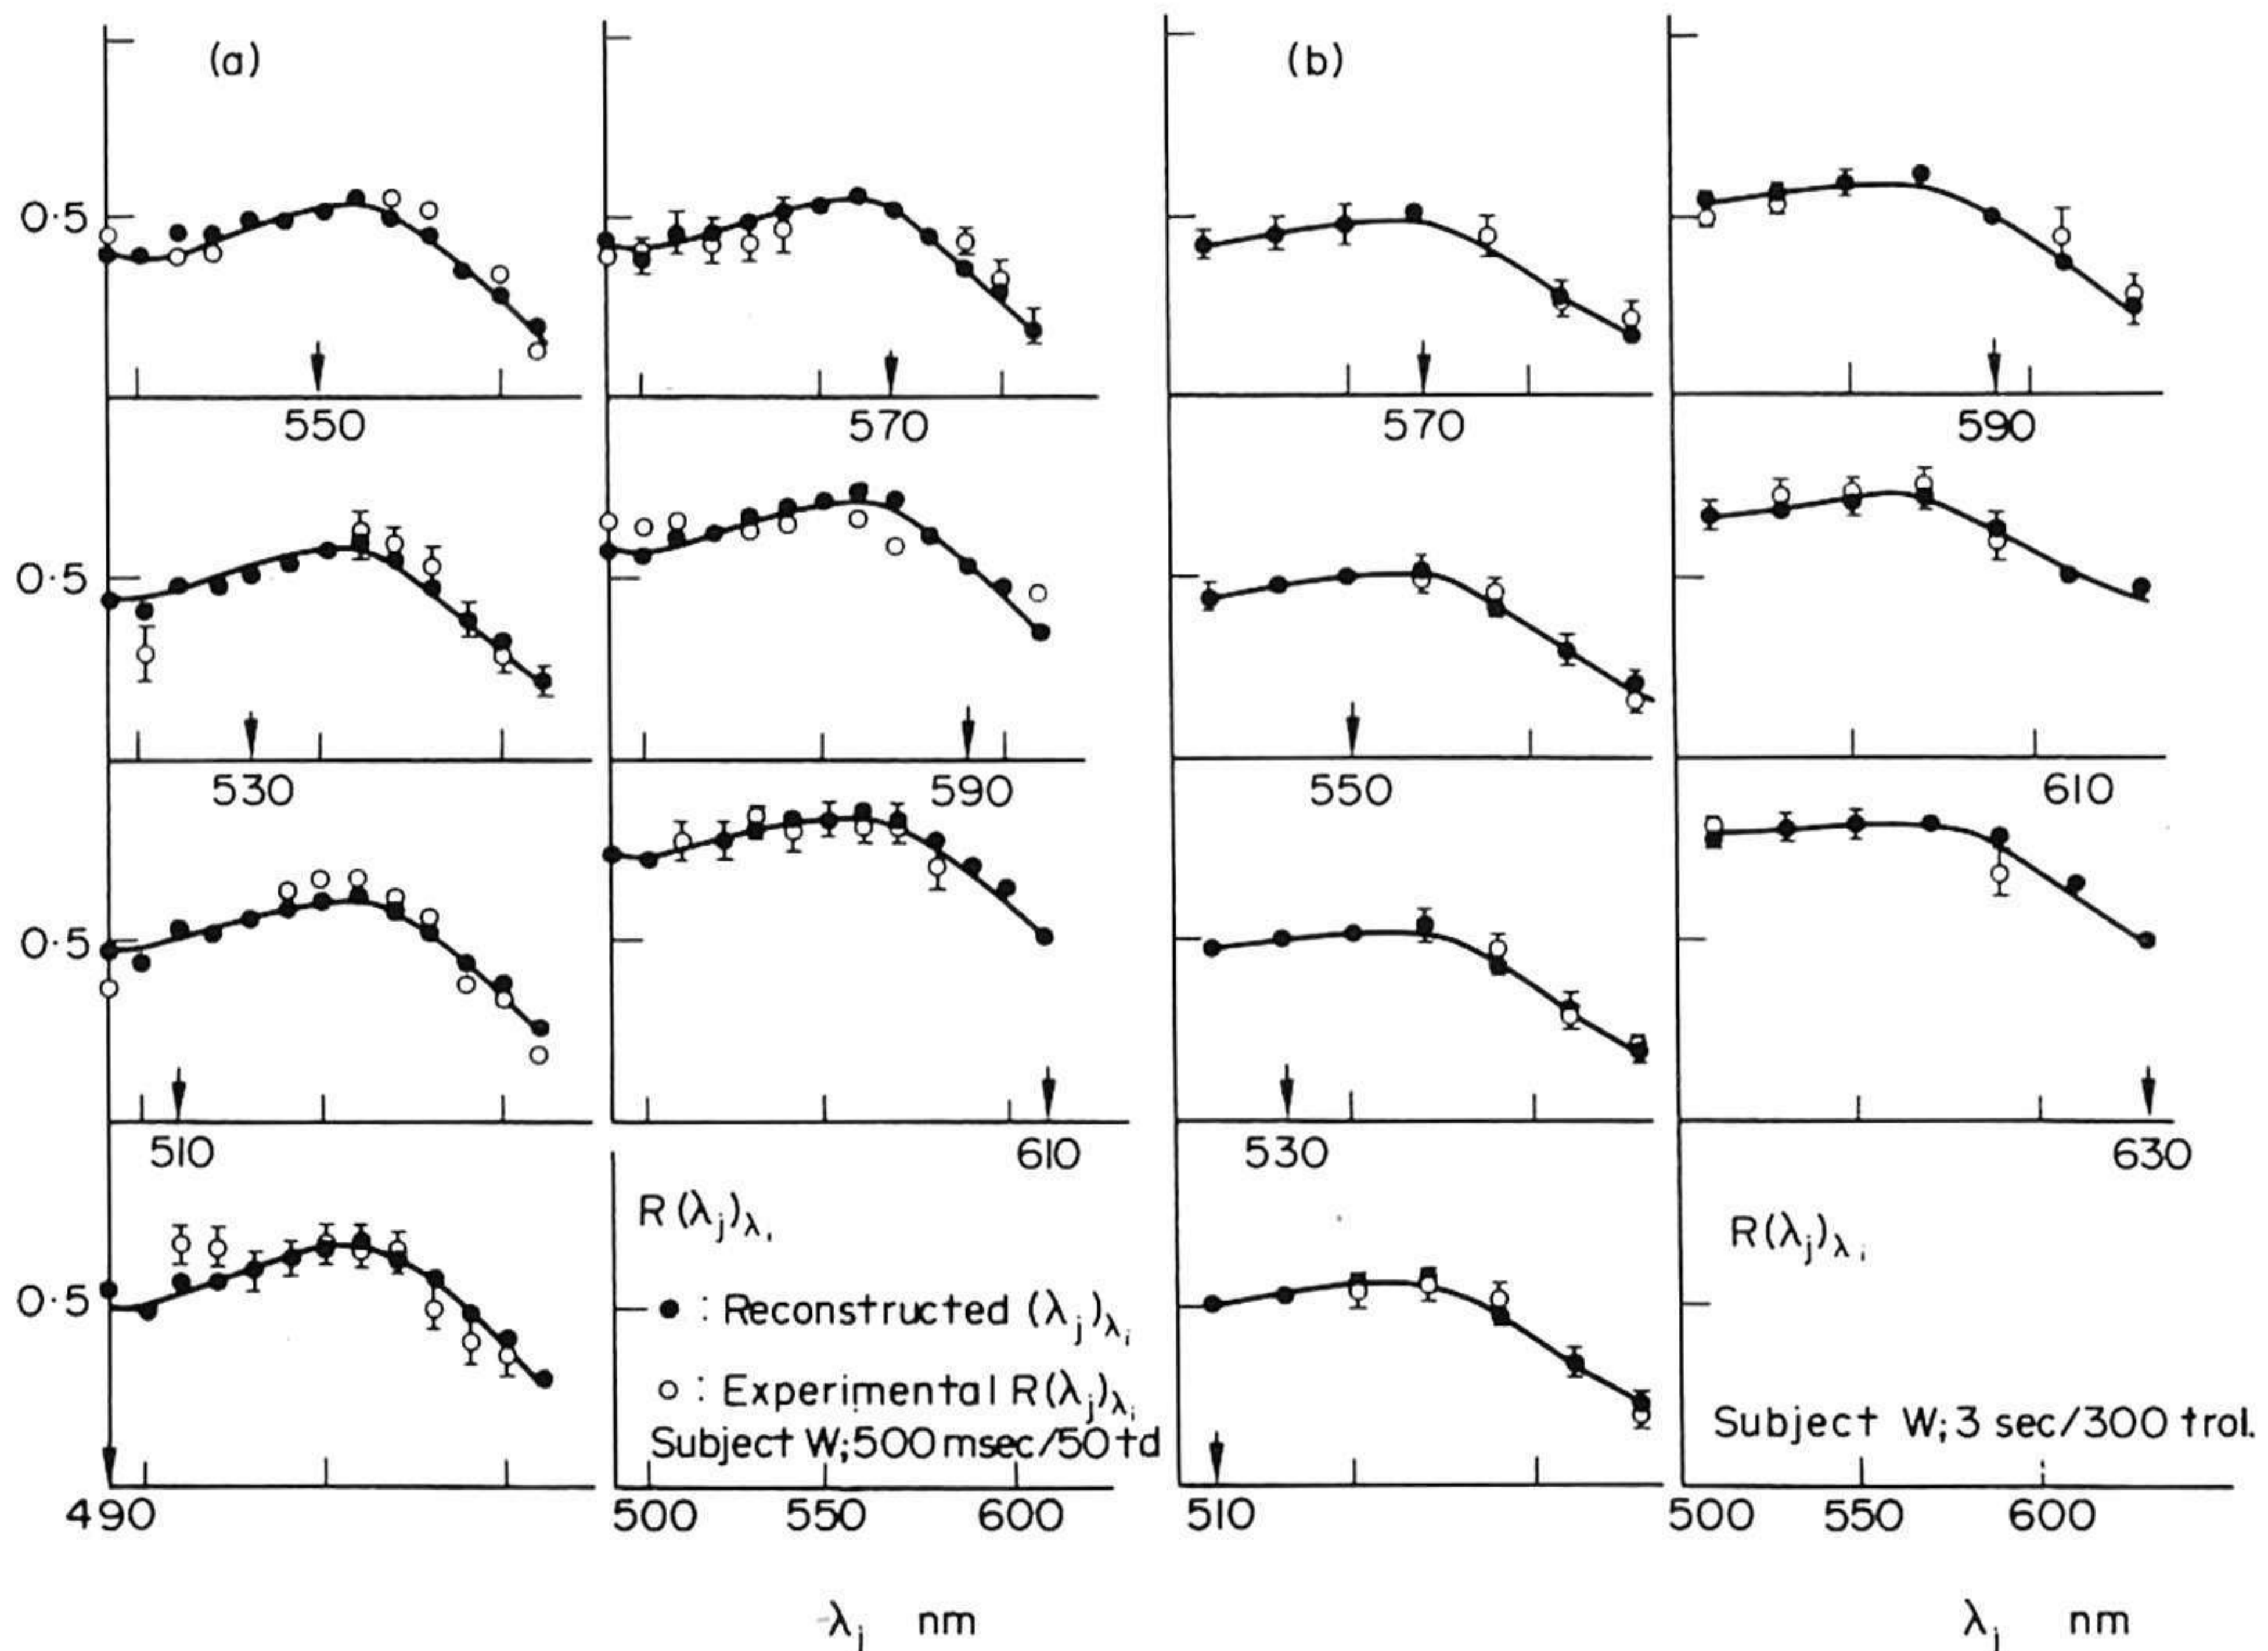 (a)
(b)
0·5
550
570
570
590
0·5
530
590
550
610
0·5
510
610
530
630
R(λj)λi
R(λj)λi
0·5
● : Reconstructed (λj)λi
○ : Experimental R(λj)λi
Subject W; 500 msec/50 td
Subject W; 3 sec/300 trol.
490
500
550
600
510
500
550
600
λj nm
λj nm